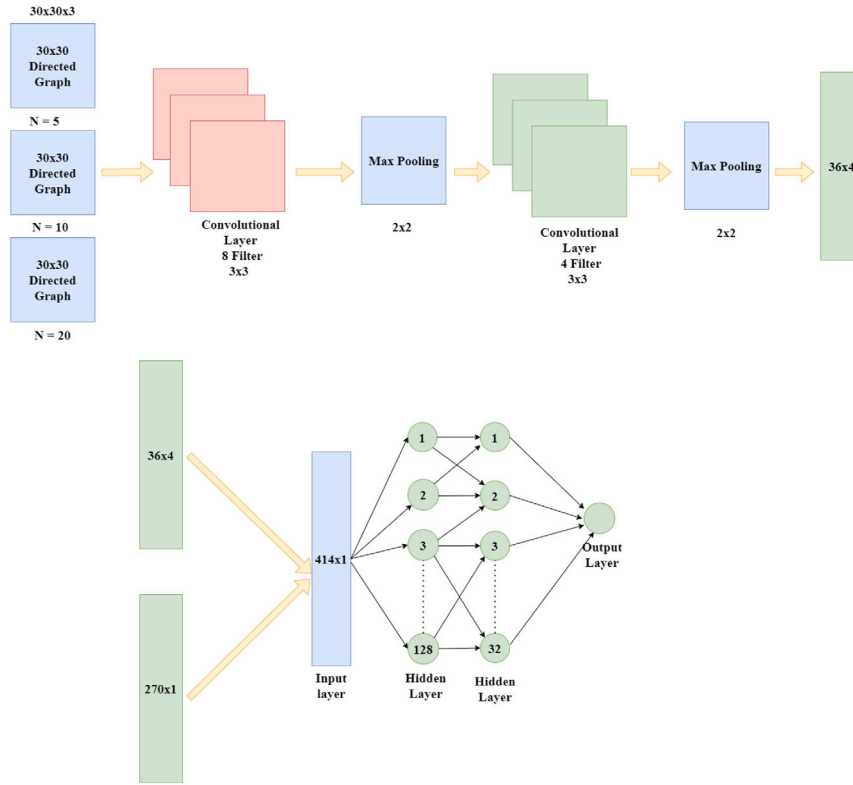 30x30x3
30x30
Directed
Graph
N = 5
30x30
Directed
Graph
N = 10
30x30
Directed
Graph
N = 20
Convolutional
Layer
8 Filter
3x3
Max Pooling
2x2
Convolutional
Layer
4 Filter
3x3
Max Pooling
2x2
36x4
36x4
270x1
414x1
Input
layer
1
2
3
128
Hidden
Layer
1
2
3
32
Hidden
Layer
Output
Layer